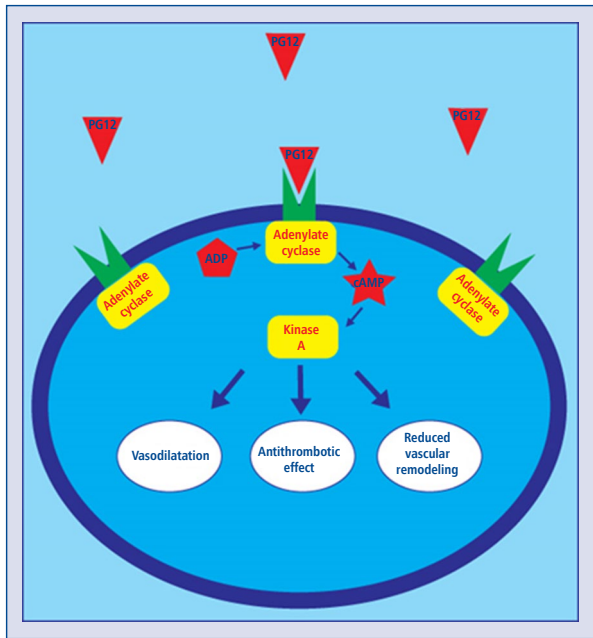 PG12
PG12
PG12
PG12
Adenylate
cyclase
ADP
Adenylate
cyclase
cAMP
Adenylate
cyclase
Kinase
A
Vasodilatation
Antithrombotic
effect
Reduced
vascular
remodeling